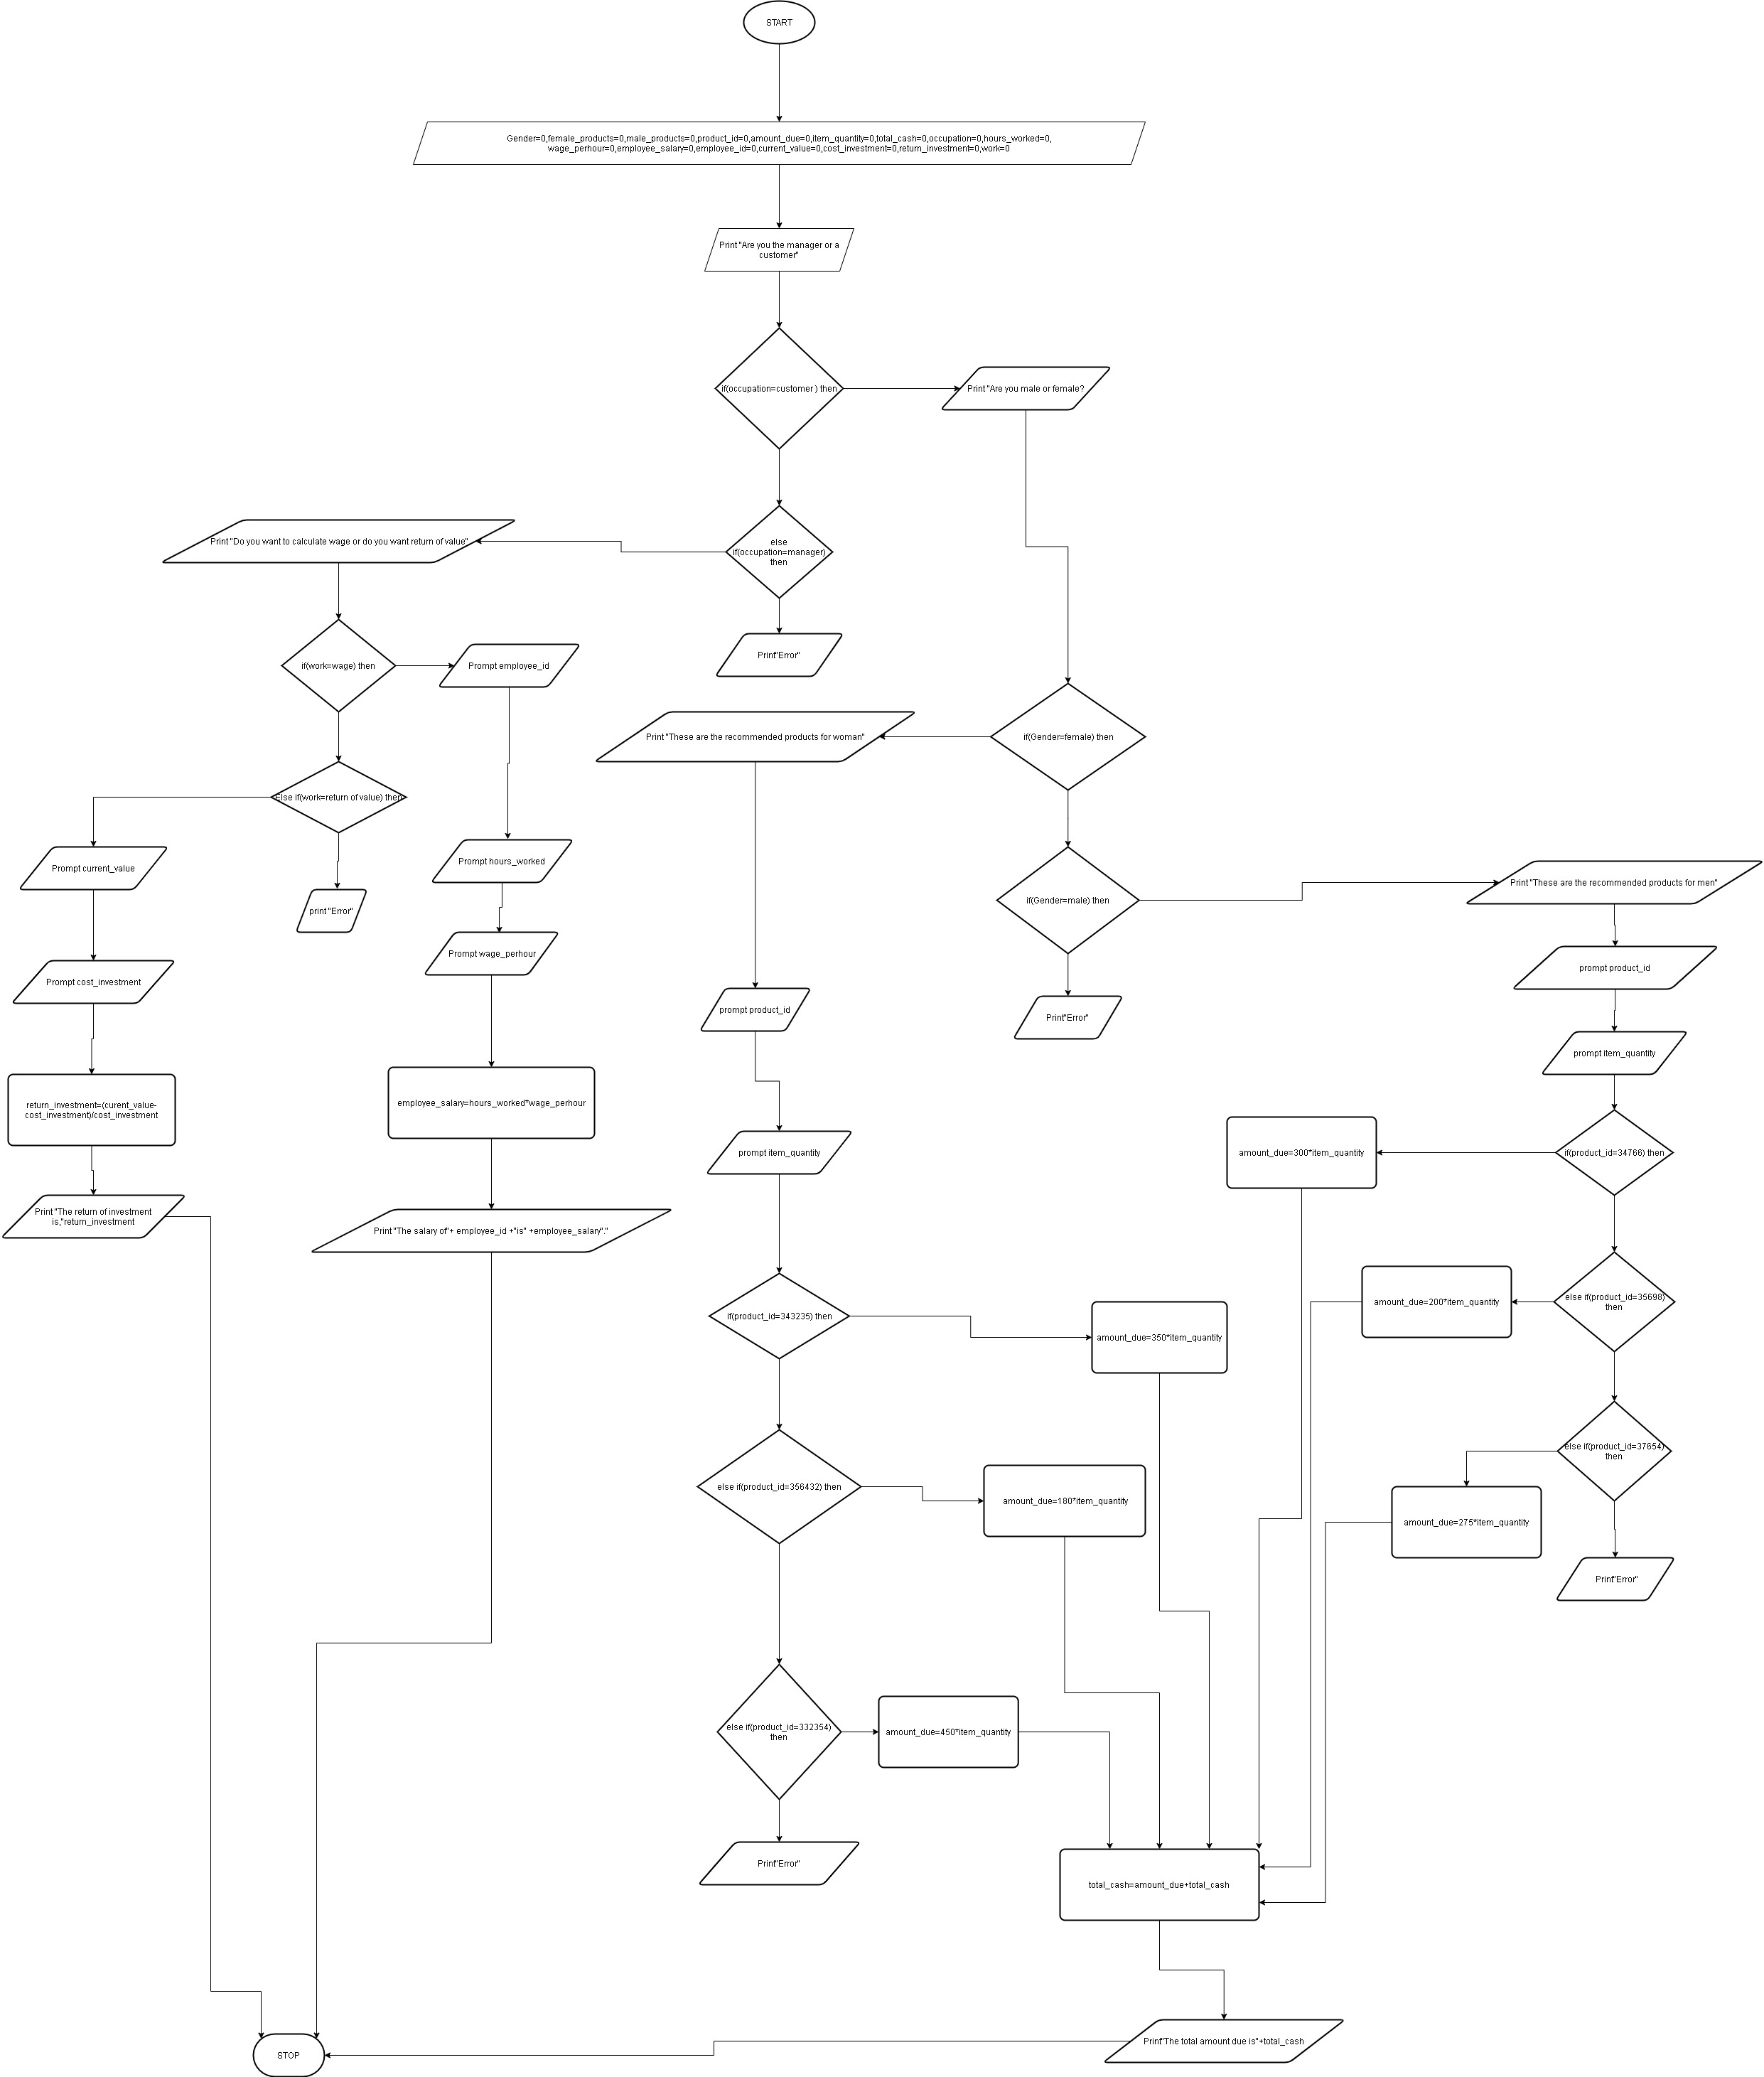 START
Gender=0,female_products=0,male_products=0,product_id=0,amount_due=0,item_quantity=0,total_cash=0,occupation=0,hours_worked=0,
wage_perhour=0,employee_salary=0,employee_id=0,current_value=0,cost_investment=0,return_investment=0,work=0
Print "Are you the manager or a
customer"
if(occupation=customer ) then
Print "Are you male or female?
Print "Do you want to calculate wage or do you want return of value"
else
if(occupation=manager)
then
Print"Error"
if(work=wage) then
Prompt employee_id
Print "These are the recommended products for woman"
if(Gender=female) then
Else if(work=return of value) then
Prompt current_value
Prompt hours_worked
print "Error"
if(Gender=male) then
Print "These are the recommended products for men"
Prompt wage_perhour
prompt product_id
Prompt cost_investment
prompt product_id
Print"Error"
prompt item_quantity
return_investment=(curent_value-
cost_investment)/cost_investment
employee_salary=hours_worked*wage_perhour
prompt item_quantity
amount_due=300*item_quantity
if(product_id=34766) then
Print "The return of investment
is,"return_investment
Print "The salary of"+ employee_id +"is" +employee_salary"."
if(product_id=343235) then
amount_due=350*item_quantity
amount_due=200*item_quantity
else if(product_id=35698)
then
else if(product_id=37654)
then
else if(product_id=356432) then
amount_due=180*item_quantity
amount_due=275*item_quantity
Print"Error"
else if(product_id=332354)
then
amount_due=450*item_quantity
Print"Error"
total_cash=amount_due+total_cash
STOP
Print"The total amount due is"+total_cash